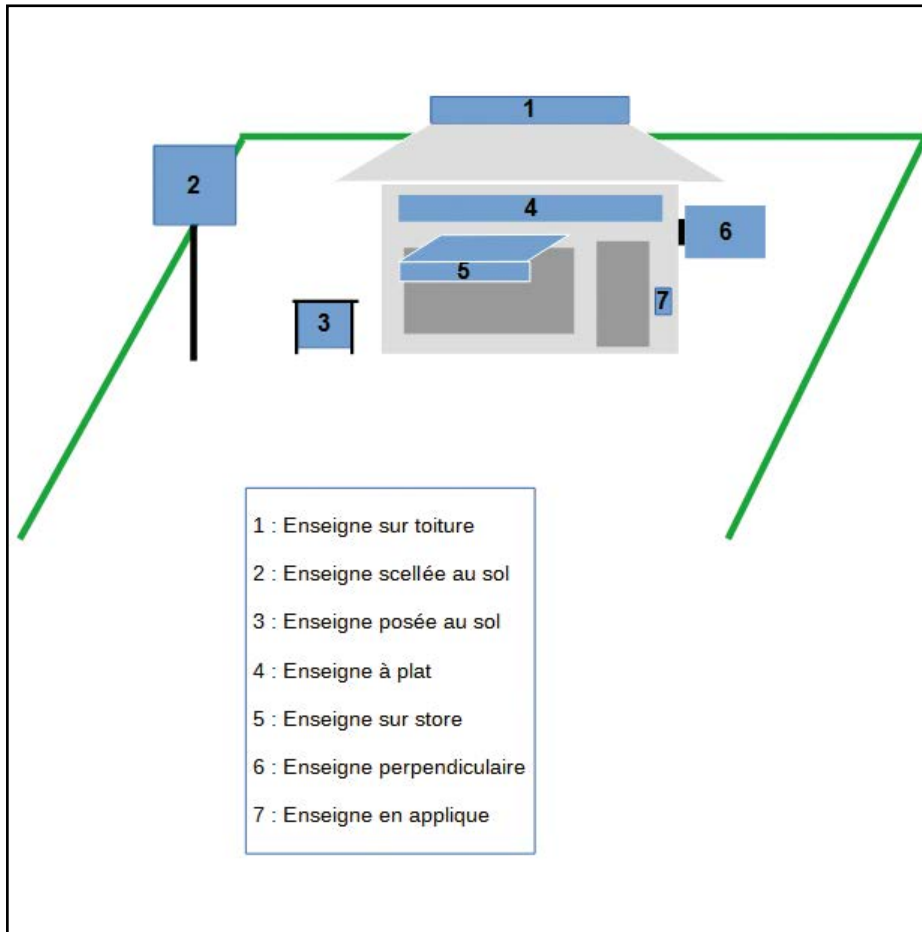 1
2
4
6
5
7
3
1 : Enseigne sur toiture
2 : Enseigne scellée au sol
3 : Enseigne posée au sol
4 : Enseigne à plat
5 : Enseigne sur store
6 : Enseigne perpendiculaire
7 : Enseigne en applique